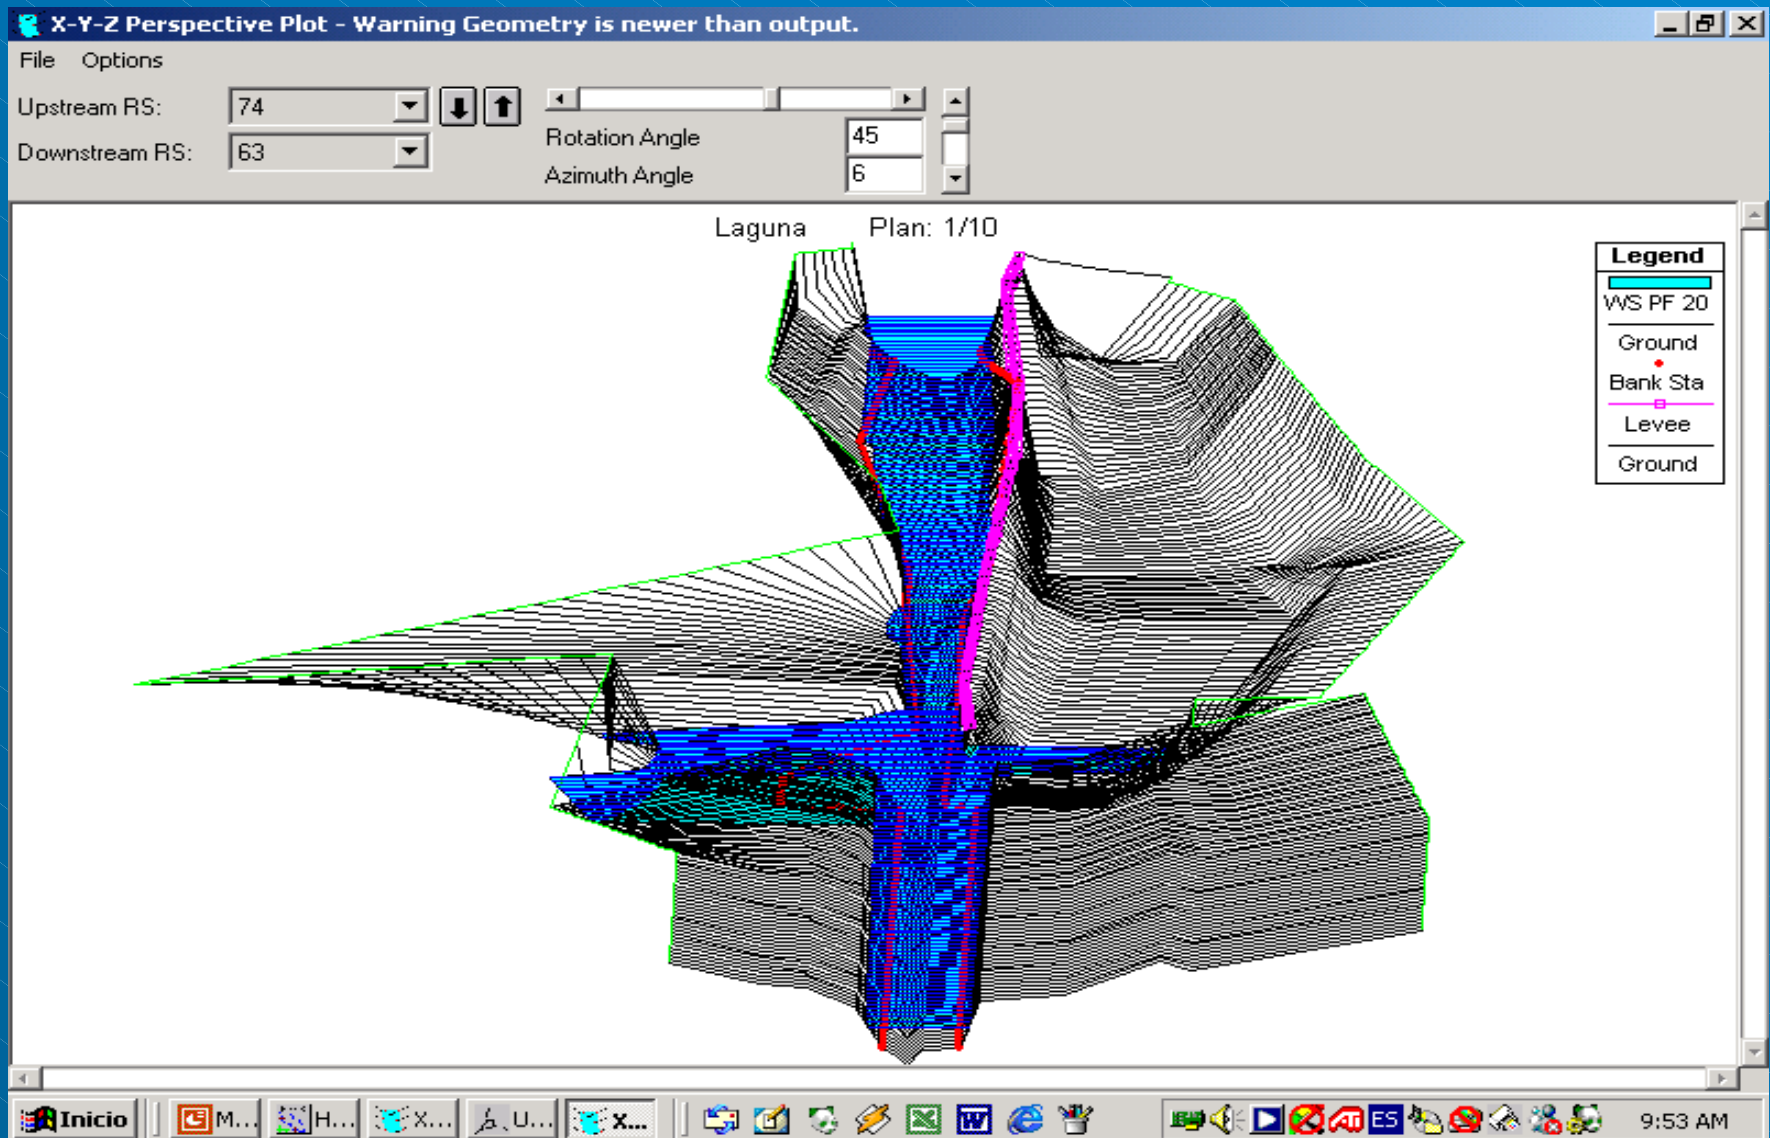 X-Y-Z Perspective Plot - Warning Geometry is newer than output.
File Options
Upstream RS: 74
Downstream RS: 63
Rotation Angle 45
Azimuth Angle 6
Laguna Plan: 1/10
Legend
WS PF 20
Ground
Bank Sta
Levee
Ground
Inicio M... H... X... U... X... ES 9:53 AM